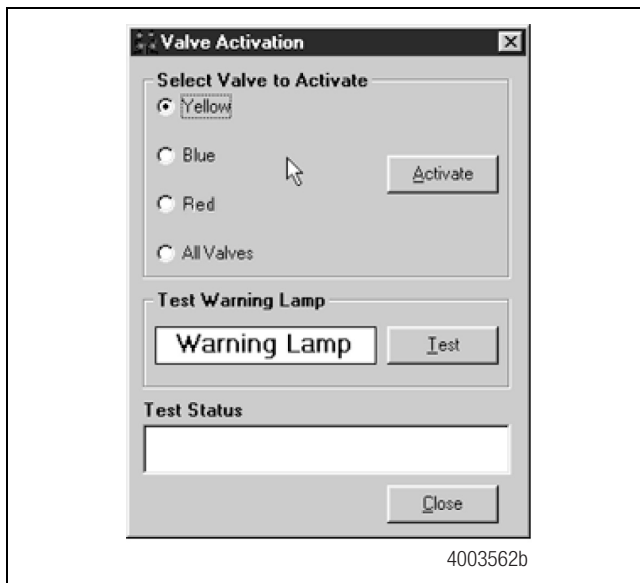 Valve Activation
Select Valve to Activate
Yellow
Blue
Activate
Red
All Valves
Test Warning Lamp
Warning Lamp
Test
Test Status
Close
4003562b